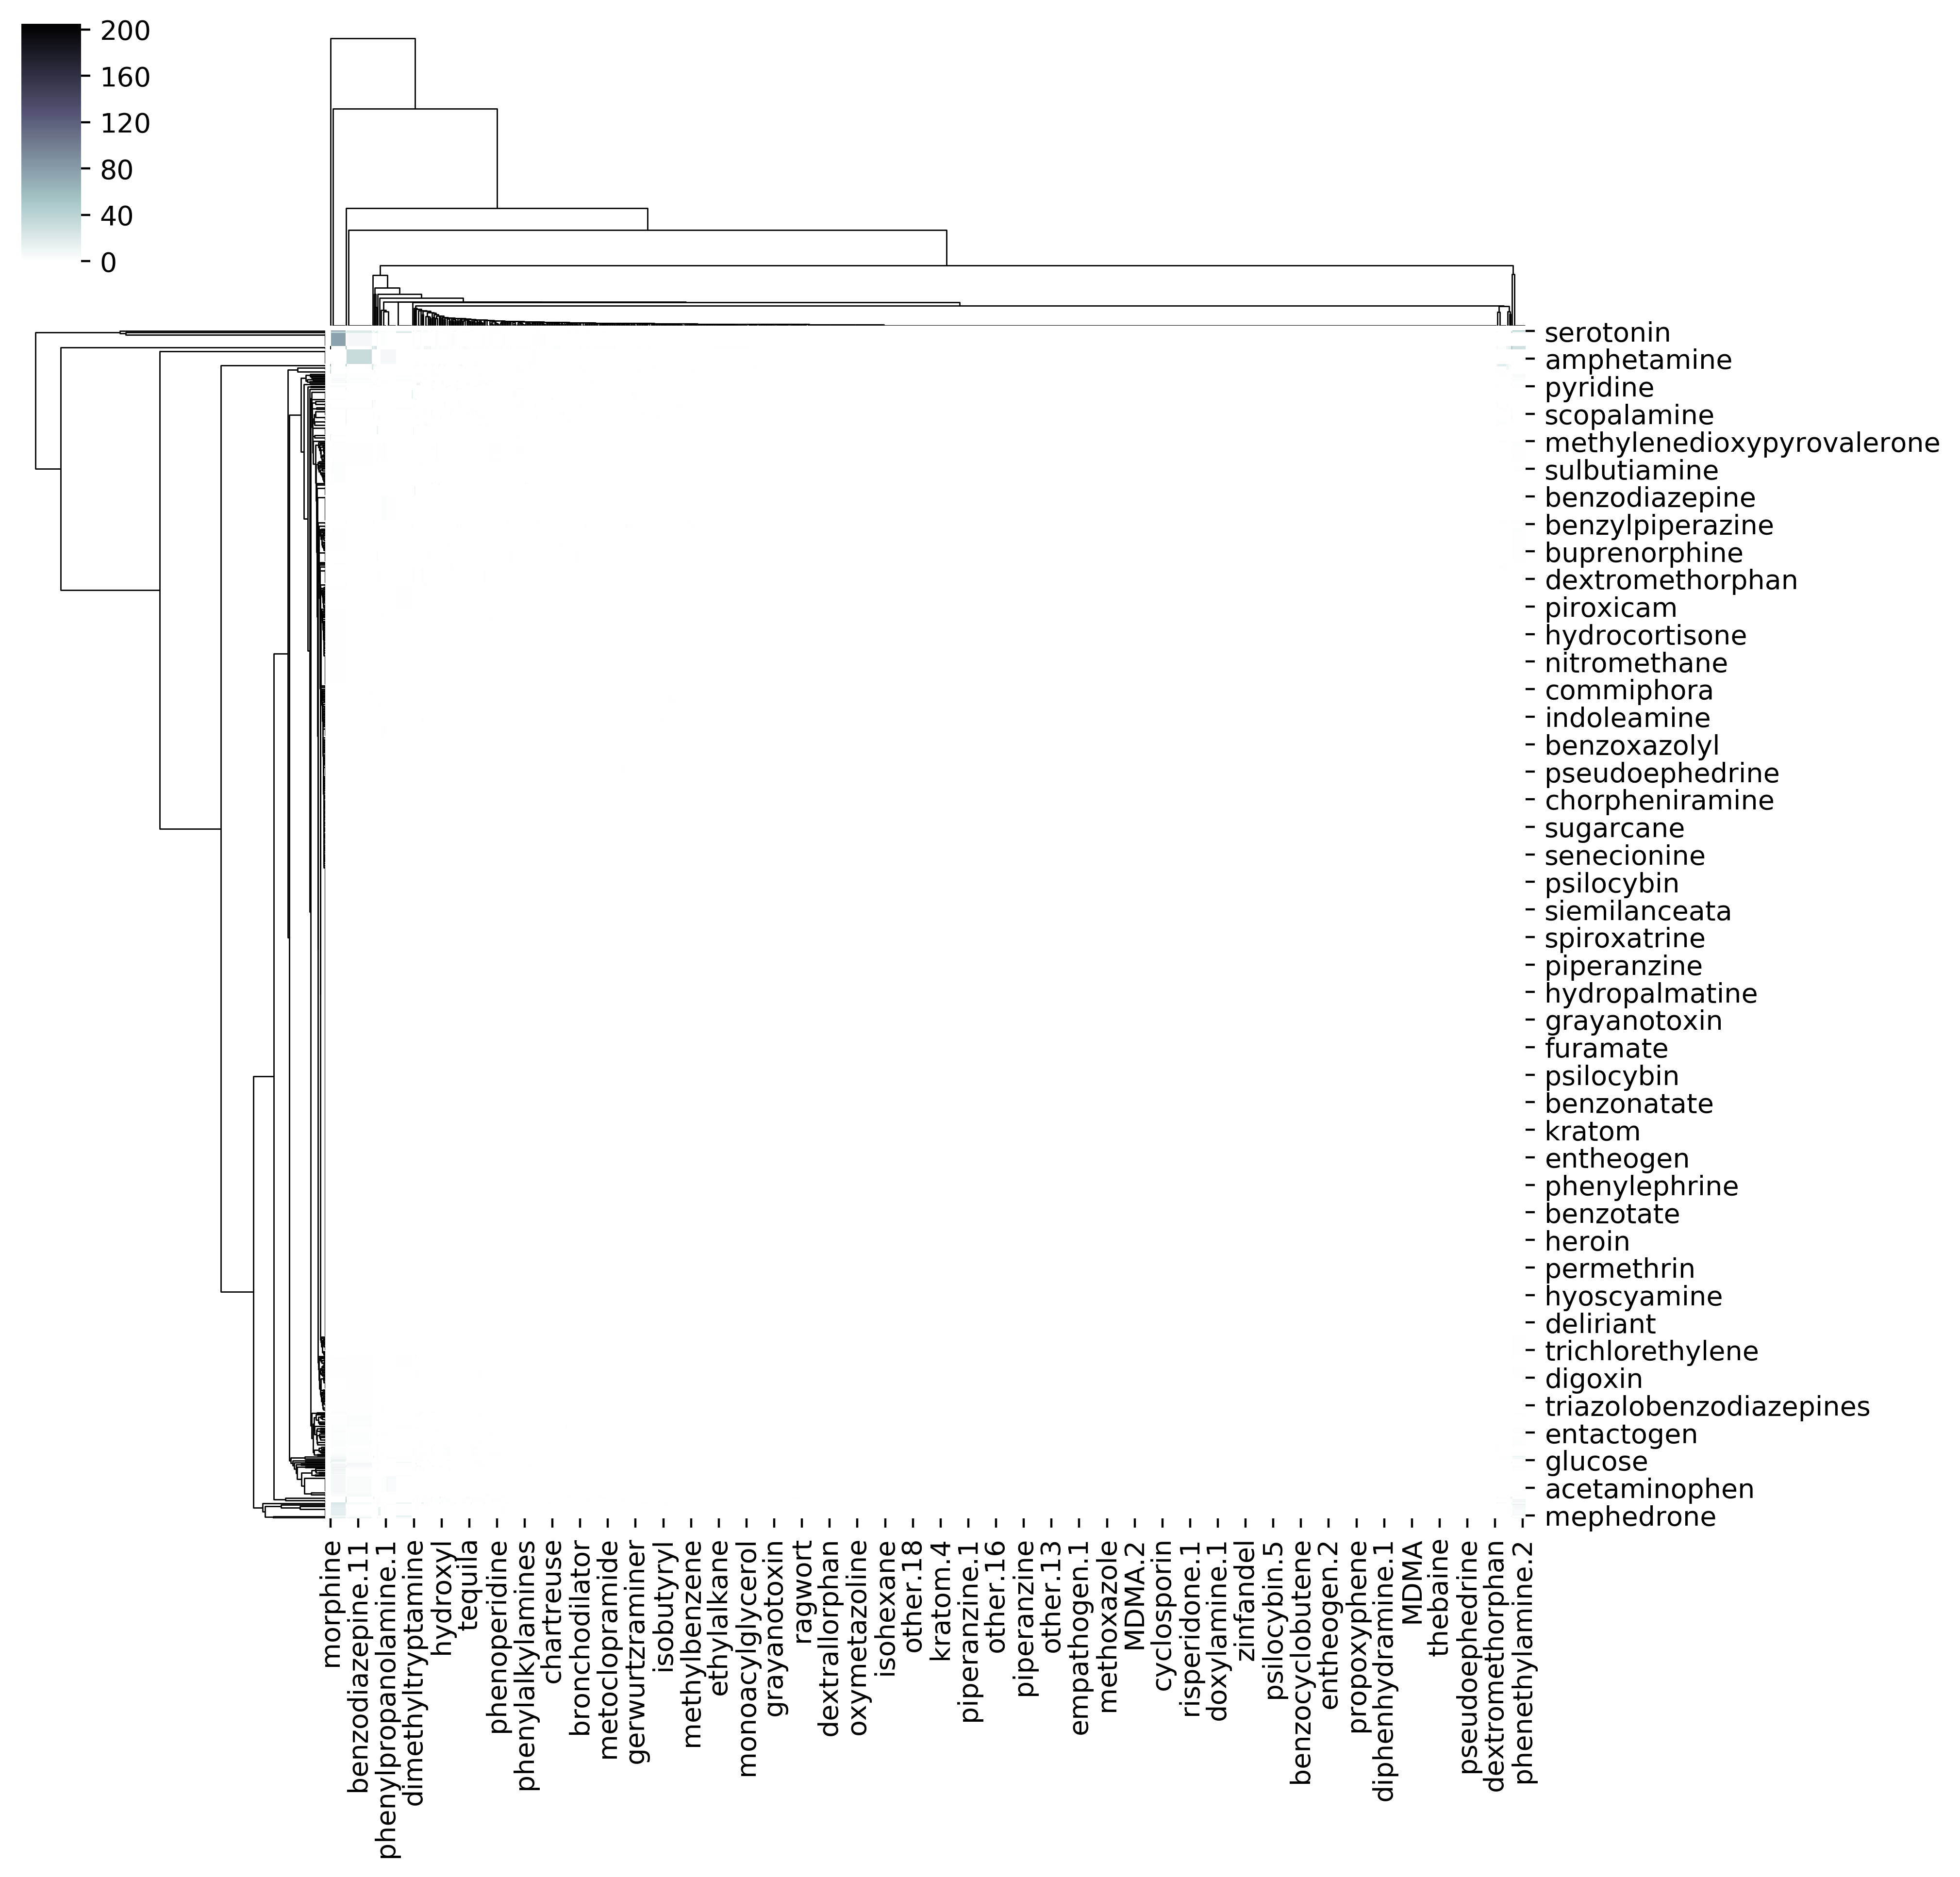 200
160
120
80
40
0
serotonin
amphetamine
pyridine
scopalamine
methylenedioxypyrovalerone
sulbutiamine
benzodiazepine
benzylpiperazine
buprenorphine
dextromethorphan
piroxicam
hydrocortisone
nitromethane
commiphora
indoleamine
benzoxazolyl
pseudoephedrine
chorpheniramine
sugarcane
senecionine
psilocybin
siemilanceata
spiroxatrine
piperanzine
hydropalmatine
grayanotoxin
furamate
psilocybin
benzonatate
kratom
entheogen
phenylephrine
benzotate
heroin
permethrin
hyoscyamine
deliriant
trichlorethylene
digoxin
triazolobenzodiazepines
entactogen
glucose
acetaminophen
mephedrone
morphine
benzodiazepine.11
phenylpropanolamine.1
dimethyltryptamine
hydroxyl
tequila
phenoperidine
phenylalkylamines
chartreuse
bronchodilator
metoclopramide
gerwurtzraminer
isobutyryl
methylbenzene
ethylalkane
monoacylglycerol
grayanotoxin
ragwort
dextrallorphan
oxymetazoline
isohexane
other.18
kratom.4
piperanzine.1
other.16
piperanzine
other.13
empathogen.1
methoxazole
MDMA.2
cyclosporin
risperidone.1
doxylamine.1
zinfandel
psilocybin.5
benzocyclobutene
entheogen.2
propoxyphene
diphenhydramine.1
MDMA
thebaine
pseudoephedrine
dextromethorphan
phenethylamine.2